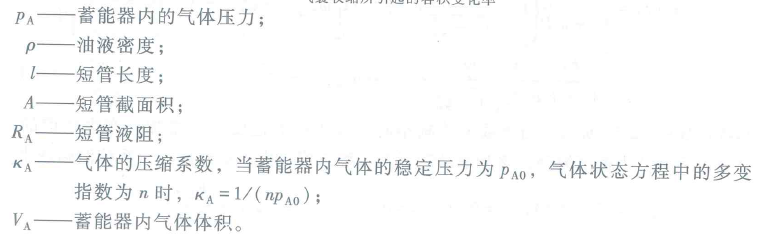 p_A——蓄能器内的气体压力；
ρ——油液密度；
l——短管长度；
A——短管截面积；
R_A——短管液阻；
κ_A——气体的压缩系数，当蓄能器内气体的稳定压力为 p_A0，气体状态方程中的多变
指数为 n 时，κ_A = 1/(np_A0)；
V_A——蓄能器内气体体积。